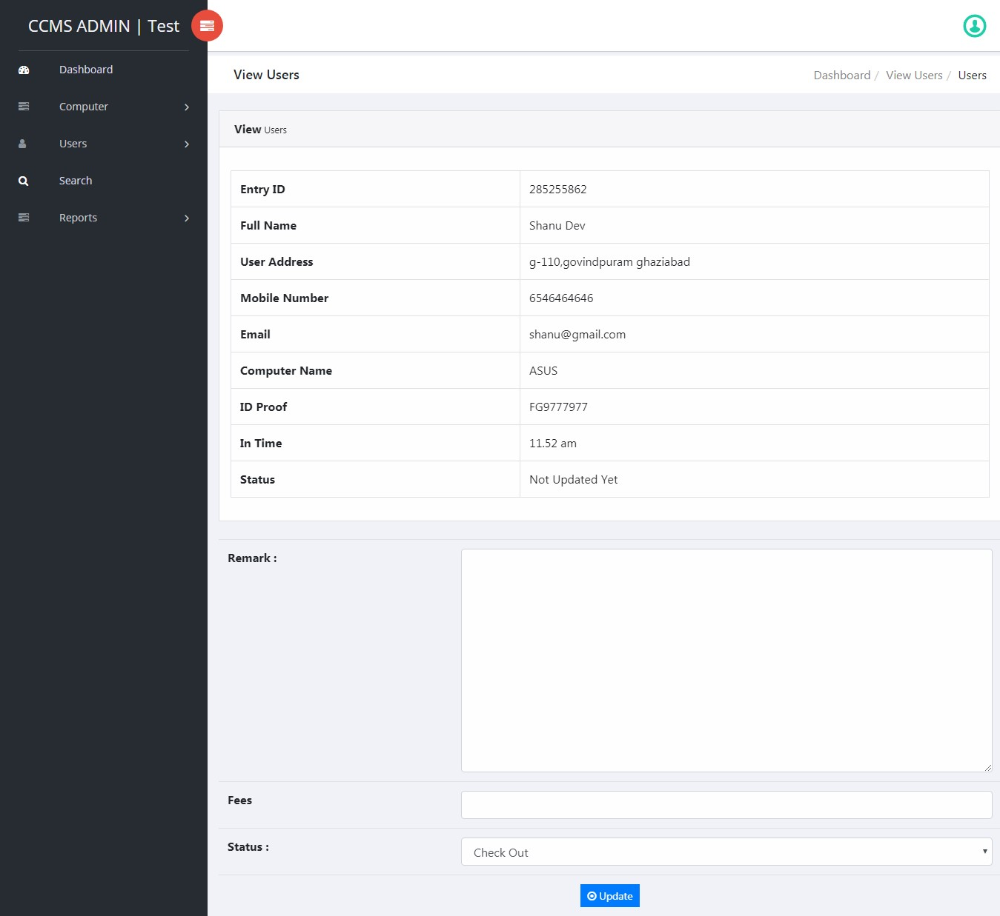 CCMS ADMIN | Test
Dashboard
Computer
Users
Search
Reports
View Users
Dashboard / View Users / Users
View Users
Entry ID 285255862
Full Name Shanu Dev
User Address g-110,govindpuram ghaziabad
Mobile Number 6546464646
Email shanu@gmail.com
Computer Name ASUS
ID Proof FG9777977
In Time 11.52 am
Status Not Updated Yet
Remark :
Fees
Status : Check Out
Update